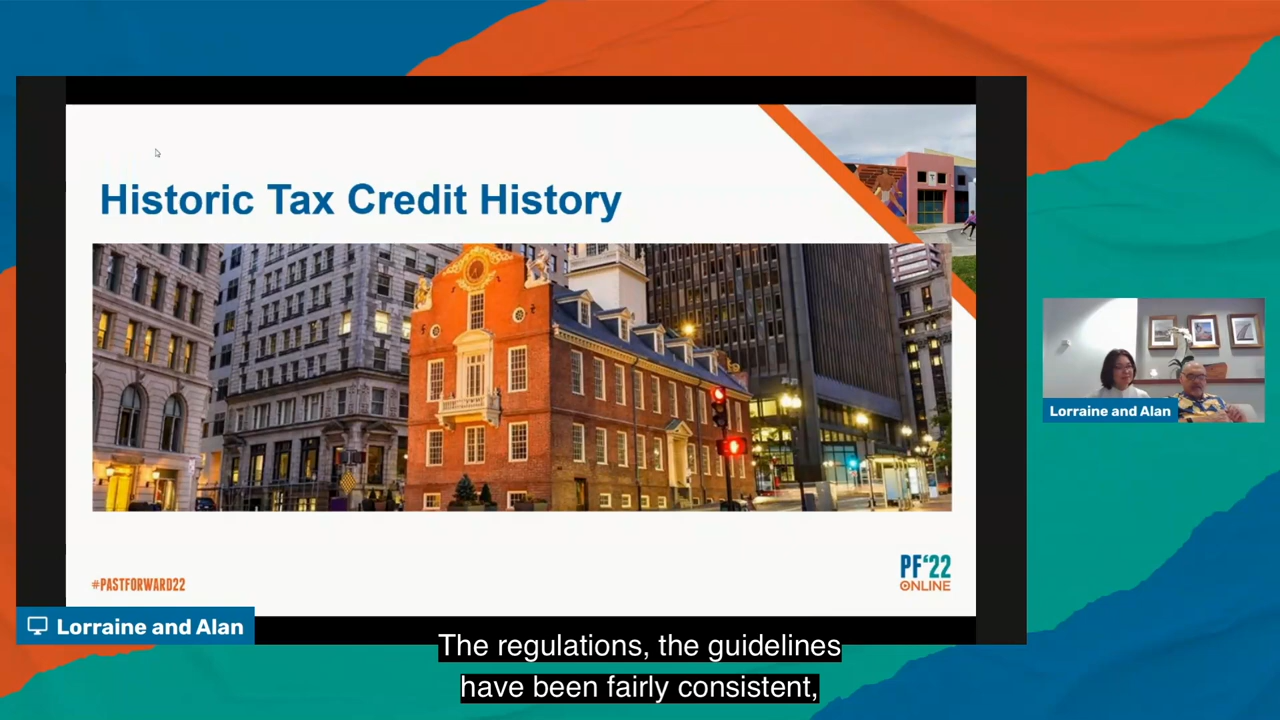 Historic Tax Credit History
#PASTFORWARD22
PF‘22
ONLINE
Lorraine and Alan
Lorraine and Alan
The regulations, the guidelines
have been fairly consistent,